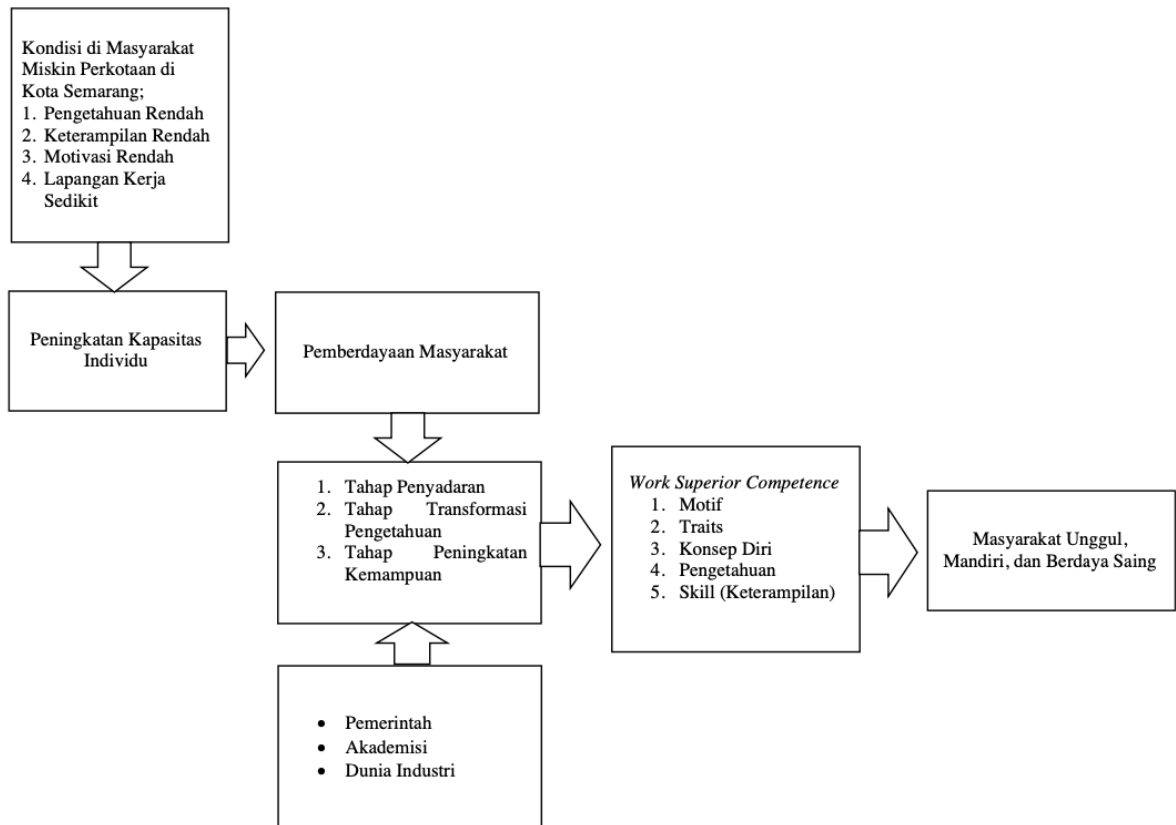 Kondisi di Masyarakat
Miskin Perkotaan di
Kota Semarang;
1. Pengetahuan Rendah
2. Keterampilan Rendah
3. Motivasi Rendah
4. Lapangan Kerja
Sedikit
Peningkatan Kapasitas
Individu
Pemberdayaan Masyarakat
1. Tahap Penyadaran
2. Tahap Transformasi
Pengetahuan
3. Tahap Peningkatan
Kemampuan
Work Superior Competence
1. Motif
2. Traits
3. Konsep Diri
4. Pengetahuan
5. Skill (Keterampilan)
Masyarakat Unggul,
Mandiri, dan Berdaya Saing
• Pemerintah
• Akademisi
• Dunia Industri